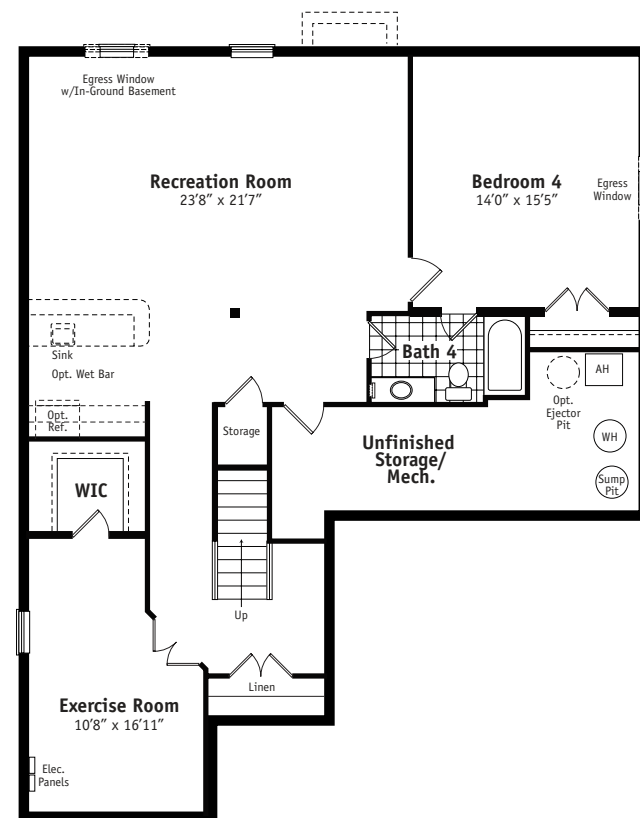 Egress Window
w/In-Ground Basement
Recreation Room
23'8" x 21'7"
Bedroom 4
14'0" x 15'5"
Egress
Window
Sink
Opt. Wet Bar
Opt.
Ref.
Bath 4
Storage
Unfinished
Storage/
Mech.
Opt.
Ejector
Pit
AH
WH
Sump
Pit
WIC
Up
Linen
Exercise Room
10'8" x 16'11"
Elec.
Panels